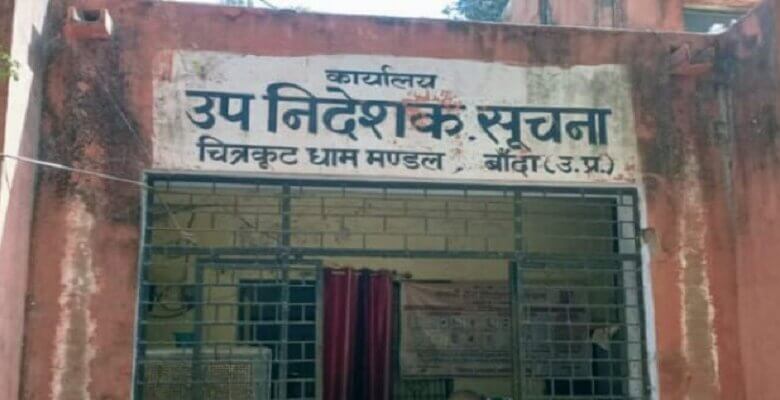 कार्यालय
उप निदेशक, सूचना
चित्रकूट धाम मण्डल, बाँदा (उ.प्र.)